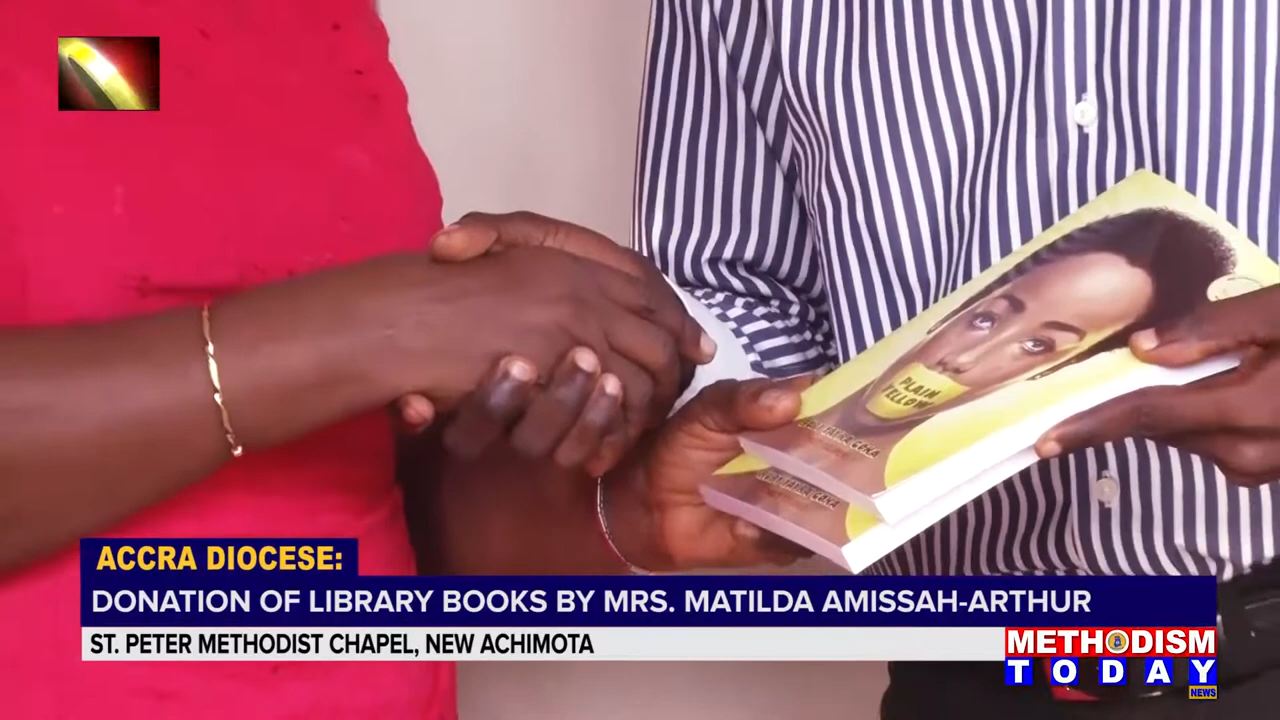 PLAIN
YELLOW
ACCRA DIOCESE:
DONATION OF LIBRARY BOOKS BY MRS. MATILDA AMISSAH-ARTHUR
ST. PETER METHODIST CHAPEL, NEW ACHIMOTA
METHODISM
TODAY
NEWS